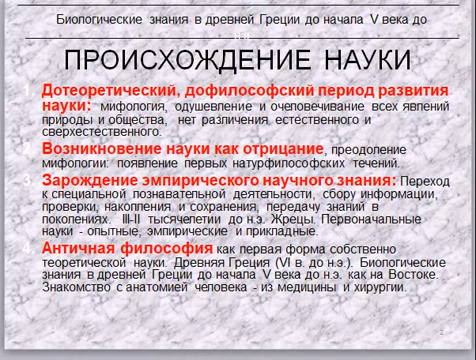 Биологические знания в древней Греции до начала V века до
н.э.
ПРОИСХОЖДЕНИЕ НАУКИ
Дотеоретический, дофилософский период развития
науки: мифология, одушевление и очеловечивание всех явлений
природы и общества, нет различения естественного и
сверхестественного.
Возникновение науки как отрицание, преодоление
мифологии: появление первых натурфилософских течений.
3. Зарождение эмпирического научного знания: Переход
к специальной познавательной деятельности, сбору информации,
проверки, накопления и сохранения, передачу знаний в
поколениях. III-II тысячелетии до н.э. Жрецы. Первоначальные
науки - опытные, эмпирические и прикладные.
4. Античная философия как первая форма собственно
теоретической науки. Древняя Греция (VI в. до н.э.). Биологические
знания в древней Греции до начала V века до н.э. как на Востоке.
Знакомство с анатомией человека - из медицины и хирургии.